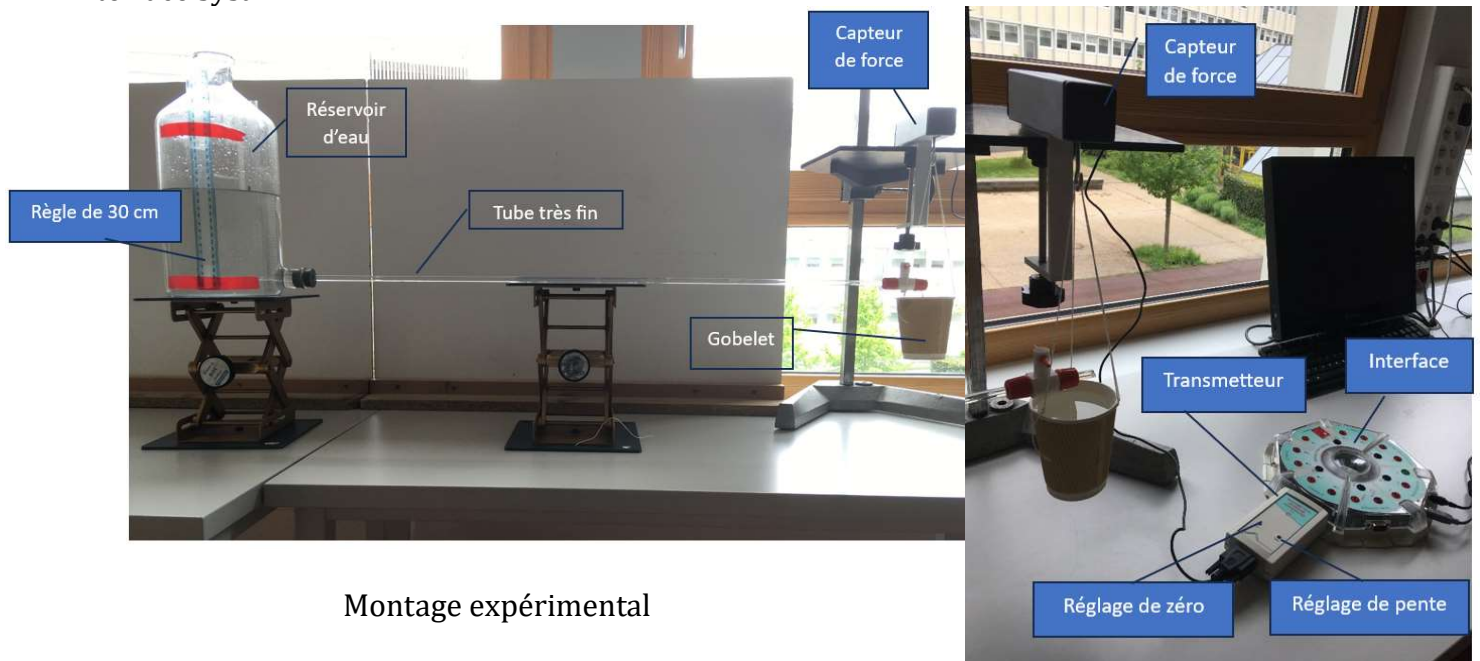 Réservoir
d'eau
Règle de 30 cm
Tube très fin
Capteur
de force
Gobelet
Capteur
de force
Transmetteur
Interface
Réglage de zéro
Réglage de pente
Montage expérimental